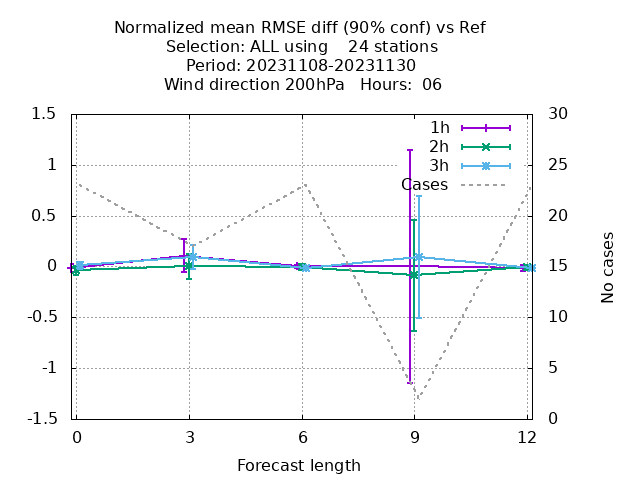 Normalized mean RMSE diff (90% conf) vs Ref
Selection: ALL using    24 stations
Period: 20231108-20231130
Wind direction 200hPa   Hours:  06
1.5
1
0.5
0
-0.5
-1
-1.5
30
25
20
15
10
5
0
1h
2h
3h
Cases
No cases
0
3
6
9
12
Forecast length